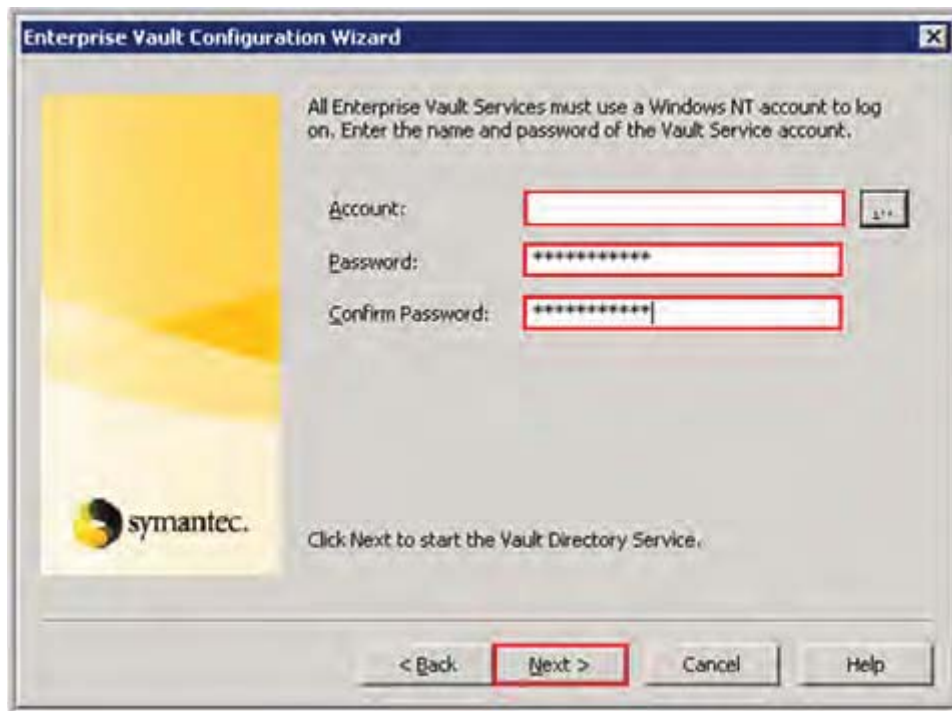 Enterprise Vault Configuration Wizard
All Enterprise Vault Services must use a Windows NT account to log
on. Enter the name and password of the Vault Service account.
Account:
...
Password: ***********
Confirm Password: ***********
symantec.
Click Next to start the Vault Directory Service.
< Back
Next >
Cancel
Help